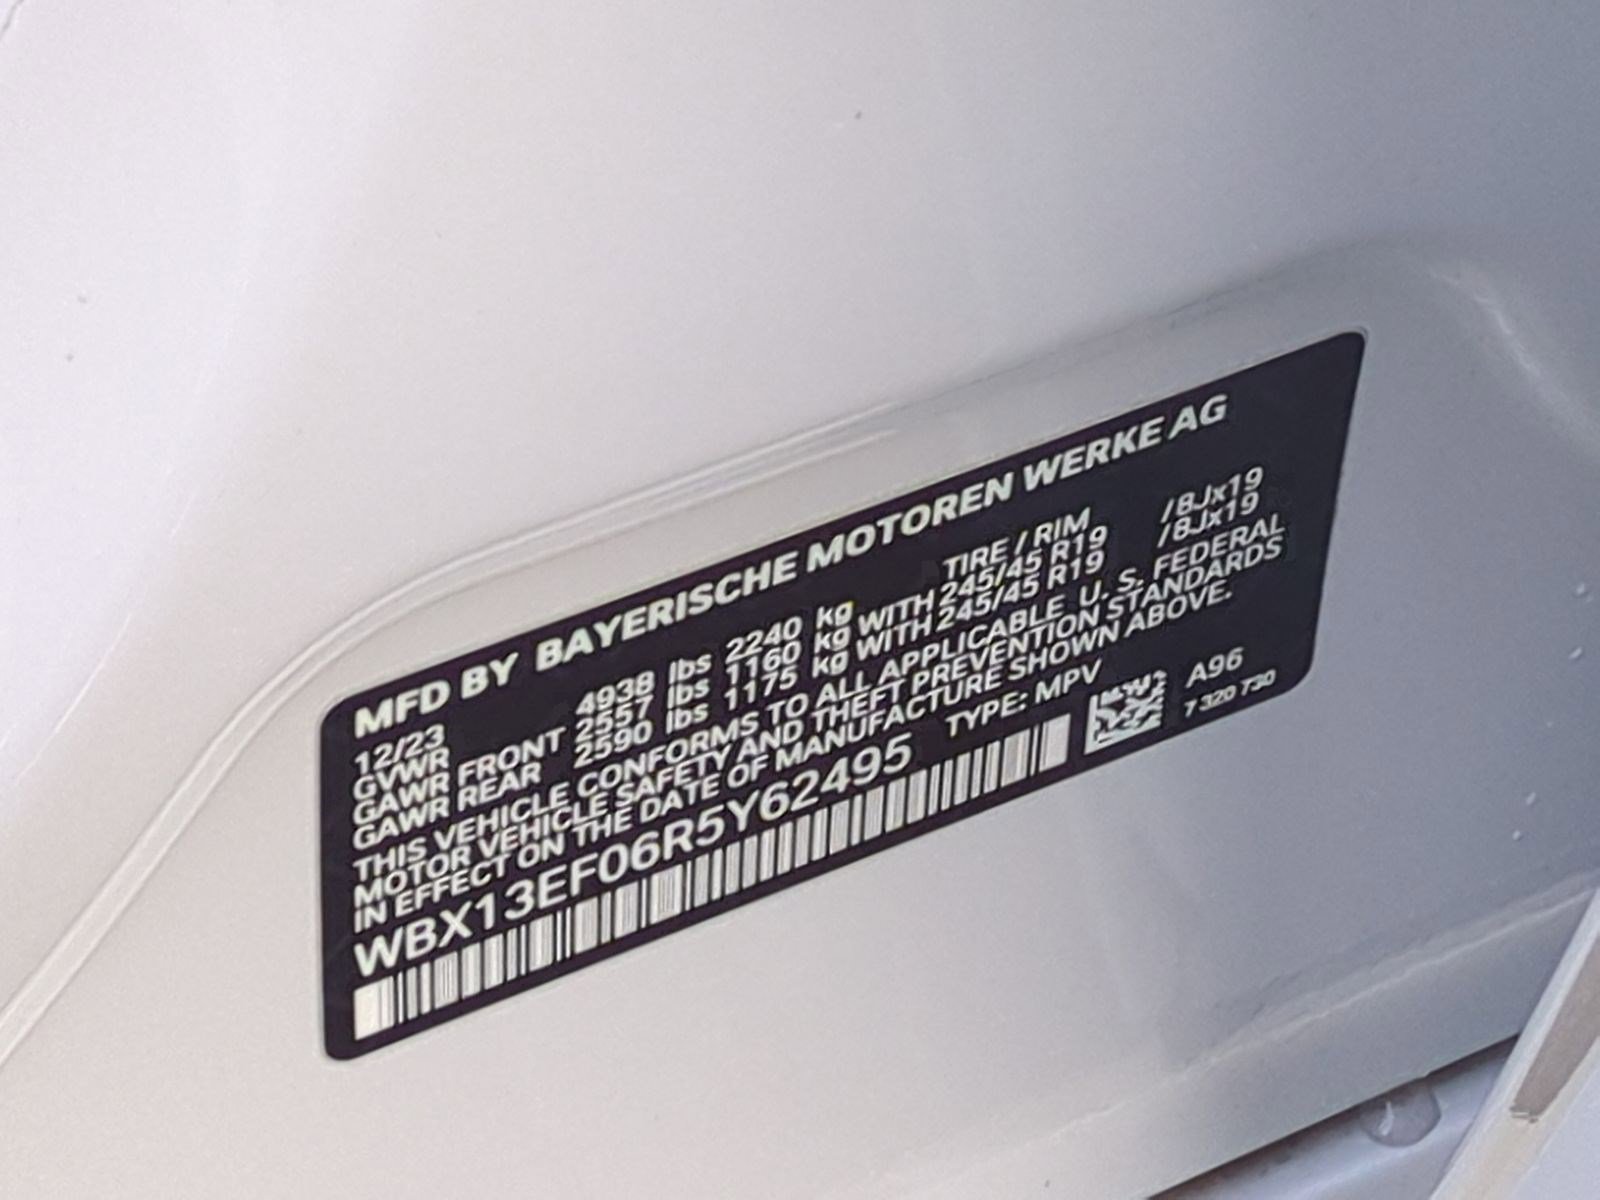 MFD BY BAYERISCHE MOTOREN WERKE AG
12/23 TIRE / RIM
GVWR 4938 lbs 2240 kg
GAWR FRONT 2557 lbs 1160 kg WITH 245/45 R19 /8Jx19
GAWR REAR 2590 lbs 1175 kg WITH 245/45 R19 /8Jx19
THIS VEHICLE CONFORMS TO ALL APPLICABLE U. S. FEDERAL
MOTOR VEHICLE SAFETY AND THEFT PREVENTION STANDARDS
IN EFFECT ON THE DATE OF MANUFACTURE SHOWN ABOVE.
WBX13EF06R5Y62495 TYPE: MPV A96
7 320 730